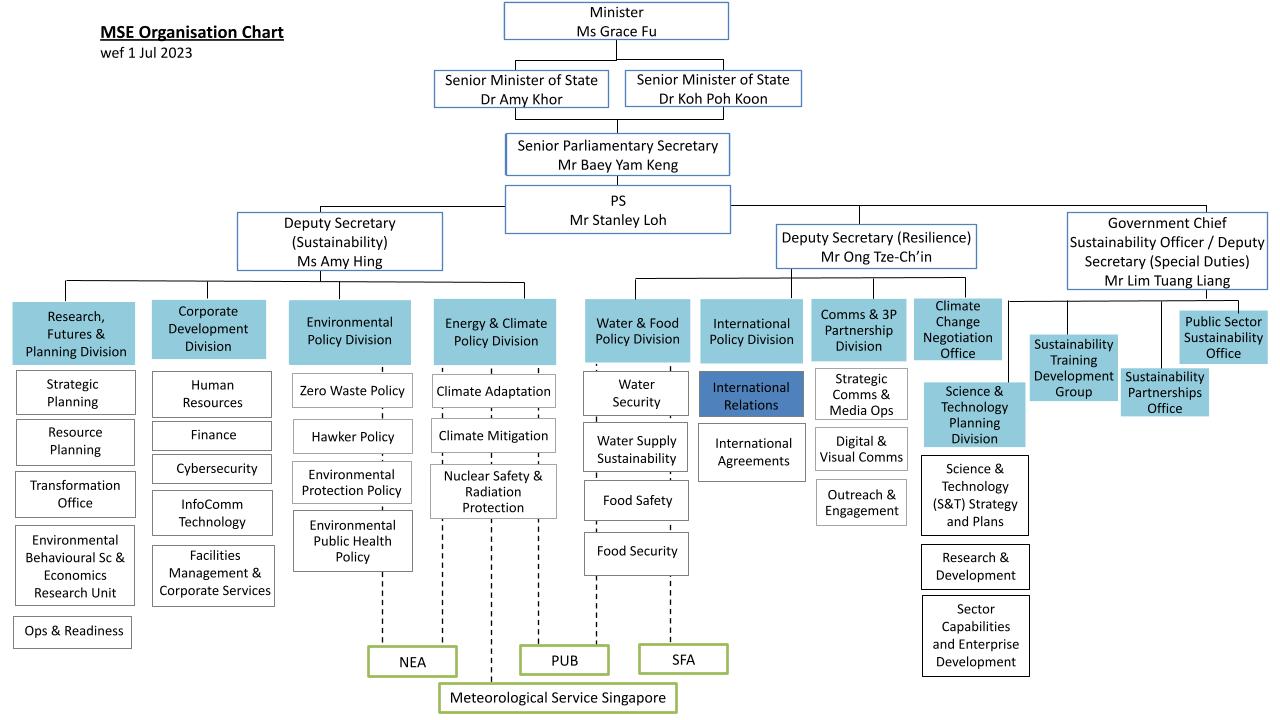 MSE Organisation Chart
wef 1 Jul 2023
Minister
Ms Grace Fu
Senior Minister of State
Dr Amy Khor
Senior Minister of State
Dr Koh Poh Koon
Senior Parliamentary Secretary
Mr Baey Yam Keng
PS
Mr Stanley Loh
Deputy Secretary
(Sustainability)
Ms Amy Hing
Deputy Secretary (Resilience)
Mr Ong Tze-Ch’in
Government Chief
Sustainability Officer / Deputy
Secretary (Special Duties)
Mr Lim Tuang Liang
Research,
Futures &
Planning Division
Strategic
Planning
Resource
Planning
Transformation
Office
Environmental
Behavioural Sc &
Economics
Research Unit
Ops & Readiness
Corporate
Development
Division
Human
Resources
Finance
Cybersecurity
InfoComm
Technology
Facilities
Management &
Corporate Services
Environmental
Policy Division
Zero Waste Policy
Hawker Policy
Environmental
Protection Policy
Environmental
Public Health
Policy
Energy & Climate
Policy Division
Climate Adaptation
Climate Mitigation
Nuclear Safety &
Radiation
Protection
Water & Food
Policy Division
Water
Security
Water Supply
Sustainability
Food Safety
Food Security
International
Policy Division
International
Relations
International
Agreements
Comms & 3P
Partnership
Division
Strategic
Comms &
Media Ops
Digital &
Visual Comms
Outreach &
Engagement
Climate
Change
Negotiation
Office
Science &
Technology
Planning
Division
Science &
Technology
(S&T) Strategy
and Plans
Research &
Development
Sector
Capabilities
and Enterprise
Development
Sustainability
Training
Development
Group
Sustainability
Partnerships
Office
Public Sector
Sustainability
Office
NEA
PUB
SFA
Meteorological Service Singapore